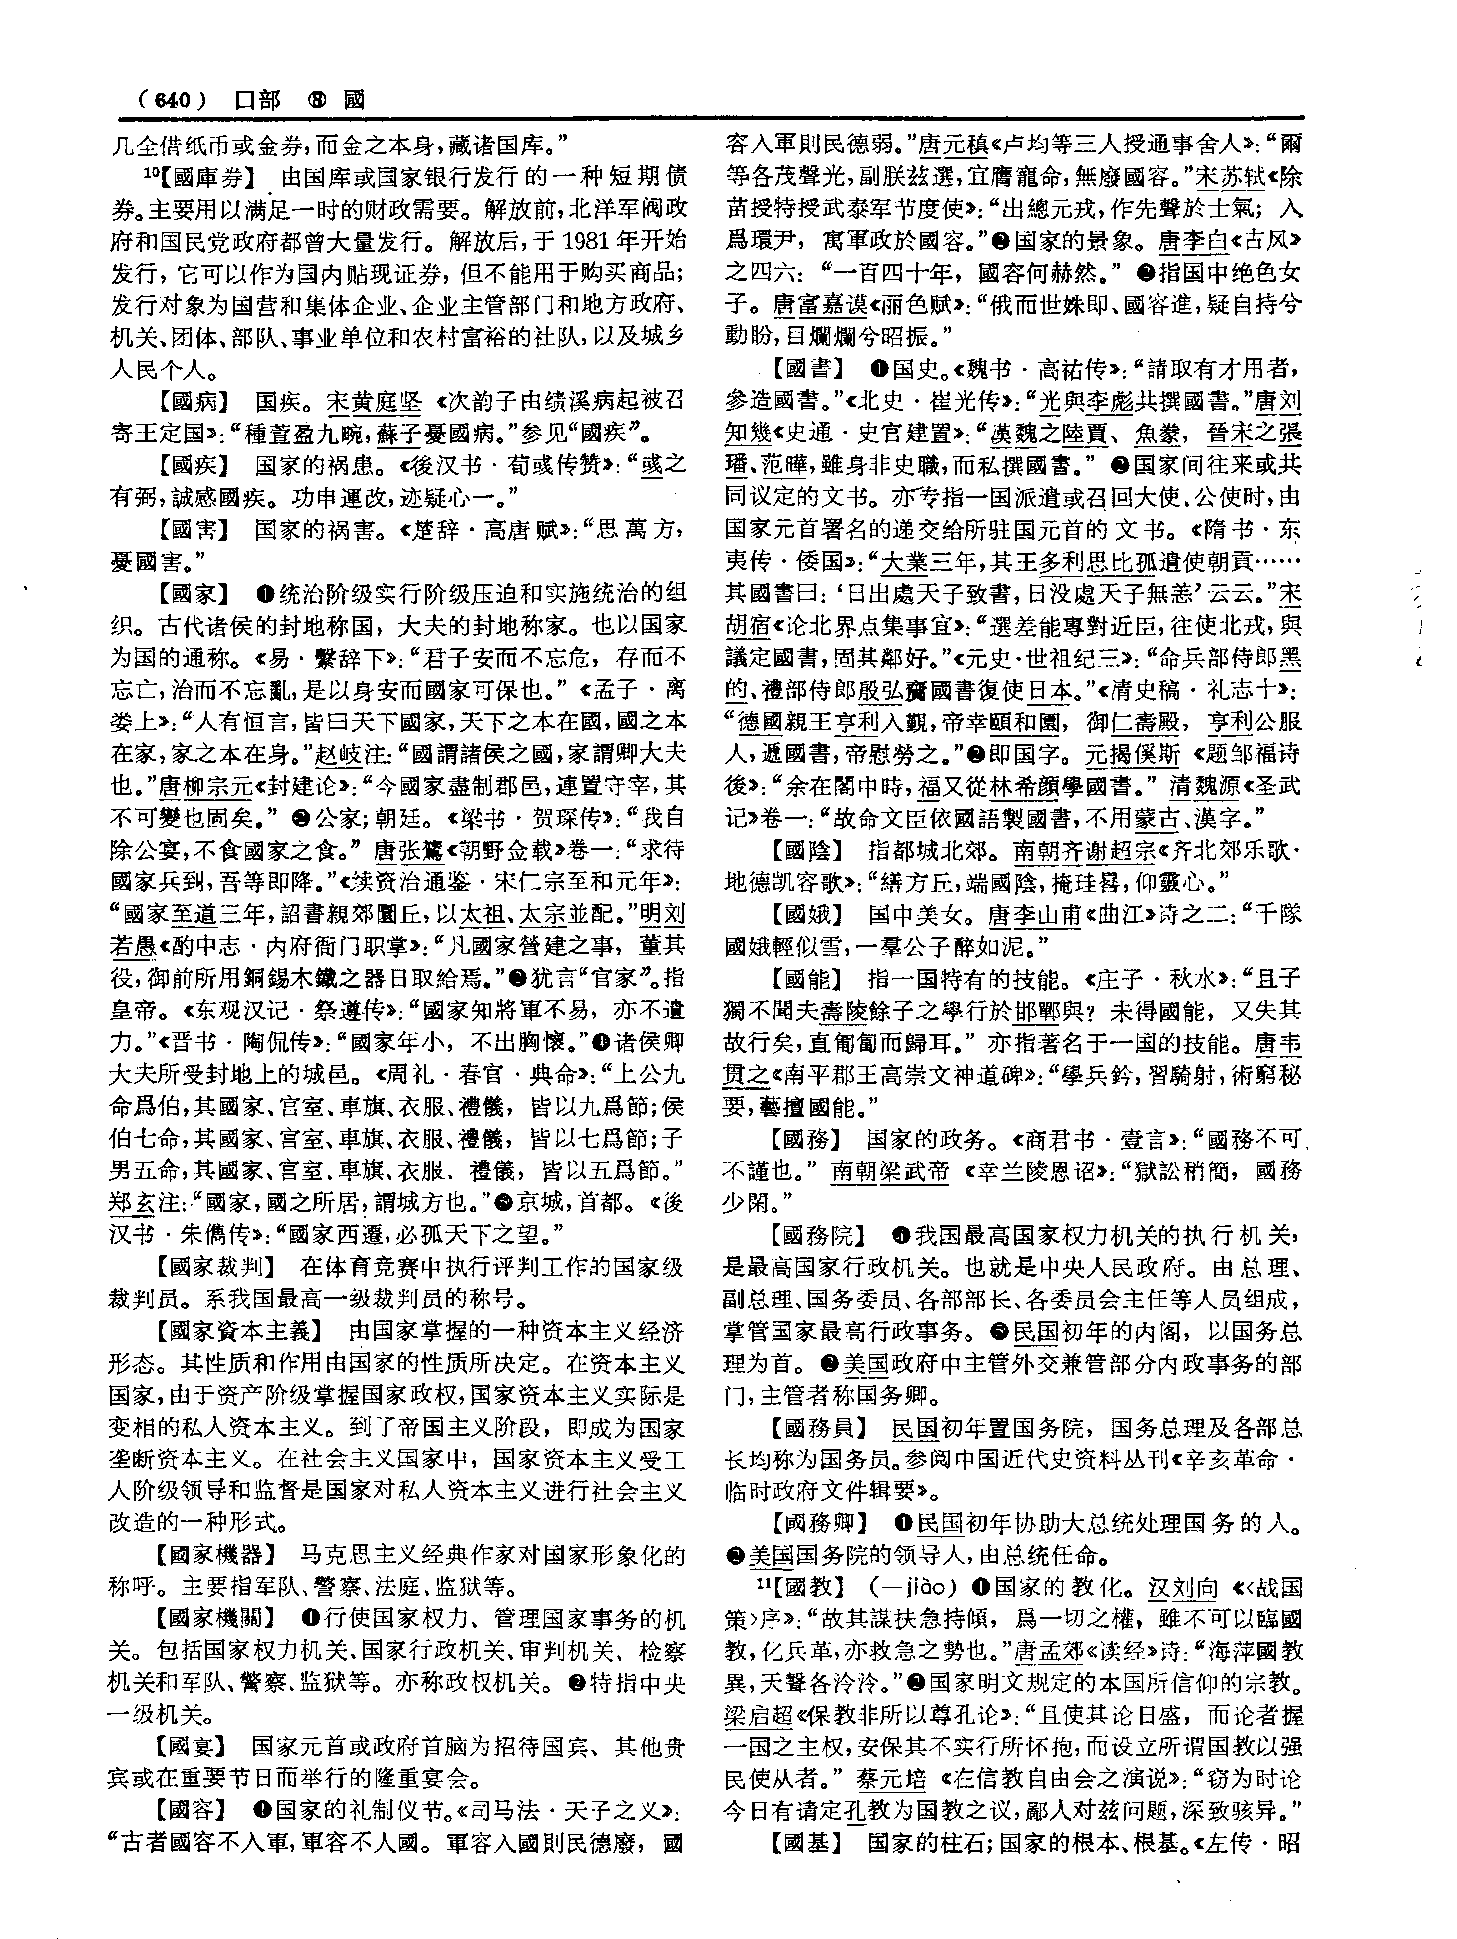 （640） 口部 ⑧ 國
几全借纸币或金券，而金之本身，藏诸国库。”
10【國庫券】 由国库或国家银行发行的一种短期债
券。主要用以满足一时的财政需要。解放前，北洋军阀政
府和国民党政府都曾大量发行。解放后，于1981年开始
发行，它可以作为国内贴现证券，但不能用于购买商品；
发行对象为国营和集体企业、企业主管部门和地方政府、
机关、团体、部队、事业单位和农村富裕的社队，以及城乡
人民个人。
【國病】 国疾。宋黄庭坚《次韵子由绩溪病起被召
寄王定国》：“種萱盈九畹，蘇子憂國病。”参见“國疾”。
【國疾】 国家的祸患。《後汉书·荀彧传赞》：“彧之
有弼，誠感國疾。功申運改，迹疑心一。”
【國害】 国家的祸害。《楚辞·高唐赋》：“思萬方，
憂國害。”
【國家】 ❶统治阶级实行阶级压迫和实施统治的组
织。古代诸侯的封地称国，大夫的封地称家。也以国家
为国的通称。《易·繫辞下》：“君子安而不忘危，存而不
忘亡，治而不忘亂，是以身安而國家可保也。”《孟子·离
娄上》：“人有恒言，皆曰天下國家，天下之本在國，國之本
在家，家之本在身。”赵岐注：“國謂諸侯之國，家謂卿大夫
也。”唐柳宗元《封建论》：“今國家盡制郡邑，連置守宰，其
不可變也固矣。” ❷公家；朝廷。《梁书·贺琛传》：“我自
除公宴，不食國家之食。”唐张鷟《朝野佥载》卷一：“求待
國家兵到，吾等即降。”《续资治通鉴·宋仁宗至和元年》：
“國家至道三年，詔書親郊圜丘，以太祖、太宗並配。”明刘
若愚《酌中志·内府衙门职掌》：“凡國家營建之事，董其
役，御前所用銅錫木鐵之器日取給焉。”❸犹言“官家”。指
皇帝。《东观汉记·祭遵传》：“國家知將軍不易，亦不遺
力。”《晋书·陶侃传》：“國家年小，不出胸懷。”❹诸侯卿
大夫所受封地上的城邑。《周礼·春官·典命》：“上公九
命爲伯，其國家、宫室、車旗、衣服、禮儀，皆以九爲節；侯
伯七命，其國家、宫室、車旗、衣服、禮儀，皆以七爲節；子
男五命，其國家、宫室、車旗、衣服、禮儀，皆以五爲節。”
郑玄注：“國家，國之所居，謂城方也。”❺京城，首都。《後
汉书·朱儁传》：“國家西遷，必孤天下之望。”
【國家裁判】 在体育竞赛中执行评判工作的国家级
裁判员。系我国最高一级裁判员的称号。
【國家資本主義】 由国家掌握的一种资本主义经济
形态。其性质和作用由国家的性质所决定。在资本主义
国家，由于资产阶级掌握国家政权，国家资本主义实际是
变相的私人资本主义。到了帝国主义阶段，即成为国家
垄断资本主义。在社会主义国家中，国家资本主义受工
人阶级领导和监督是国家对私人资本主义进行社会主义
改造的一种形式。
【國家機器】 马克思主义经典作家对国家形象化的
称呼。主要指军队、警察、法庭、监狱等。
【國家機關】 ❶行使国家权力、管理国家事务的机
关。包括国家权力机关、国家行政机关、审判机关、检察
机关和军队、警察、监狱等。亦称政权机关。❷特指中央
一级机关。
【國宴】 国家元首或政府首脑为招待国宾、其他贵
宾或在重要节日而举行的隆重宴会。
【國容】 ❶国家的礼制仪节。《司马法·天子之义》：
“古者國容不入軍，軍容不入國。軍容入國則民德廢，國
容入軍則民德弱。”唐元稹《卢均等三人授通事舍人》：“爾
等各茂聲光，副朕兹選，宜膺寵命，無廢國容。”宋苏轼《除
苗授特授武泰军节度使》：“出總元戎，作先聲於士氣；入
爲環尹，寓軍政於國容。”❷国家的景象。唐李白《古风》
之四六：“一百四十年，國容何赫然。” ❸指国中绝色女
子。唐富嘉谟《丽色赋》：“俄而世姝即、國容進，疑自持兮
動盼，目爛爛兮昭振。”
【國書】 ❶国史。《魏书·高祐传》：“請取有才用者，
參造國書。”《北史·崔光传》：“光與李彪共撰國書。”唐刘
知幾《史通·史官建置》：“漢魏之陸賈、魚豢，晉宋之張
璠、范曄，雖身非史職，而私撰國書。” ❷国家间往来或共
同议定的文书。亦专指一国派遣或召回大使、公使时，由
国家元首署名的递交给所驻国元首的文书。《隋书·东
夷传·倭国》：“大業三年，其王多利思比孤遣使朝貢……
其國書曰：‘日出處天子致書，日没處天子無恙’云云。”宋
胡宿《论北界点集事宜》：“選差能專對近臣，往使北戎，與
議定國書，固其鄰好。”《元史·世祖纪三》：“命兵部侍郎黑
的、禮部侍郎殷弘齎國書復使日本。”《清史稿·礼志十》：
“德國親王亨利入覲，帝幸頤和園，御仁壽殿，亨利公服
入，遞國書，帝慰勞之。”❸即国字。元揭傒斯《题邹福诗
後》：“余在閣中時，福又從林希顔學國書。” 清魏源《圣武
记》卷一：“故命文臣依國語製國書，不用蒙古、漢字。”
【國陰】 指都城北郊。南朝齐谢超宗《齐北郊乐歌·
地德凯容歌》：“繕方丘，端國陰，掩珪晷，仰靈心。”
【國娥】 国中美女。唐李山甫《曲江》诗之二：“千隊
國娥輕似雪，一羣公子醉如泥。”
【國能】 指一国特有的技能。《庄子·秋水》：“且子
獨不聞夫壽陵餘子之學行於邯鄲與？未得國能，又失其
故行矣，直匍匐而歸耳。”亦指著名于一国的技能。唐韦
贯之《南平郡王高崇文神道碑》：“學兵鈐，習騎射，術窮秘
要，藝擅國能。”
【國務】 国家的政务。《商君书·壹言》：“國務不可
不謹也。” 南朝梁武帝《幸兰陵恩诏》：“獄訟稍簡，國務
少閑。”
【國務院】 ❶我国最高国家权力机关的执行机关，
是最高国家行政机关。也就是中央人民政府。由总理、
副总理、国务委员、各部部长、各委员会主任等人员组成，
掌管国家最高行政事务。❷民国初年的内阁，以国务总
理为首。❸美国政府中主管外交兼管部分内政事务的部
门，主管者称国务卿。
【國務員】 民国初年置国务院，国务总理及各部总
长均称为国务员。参阅中国近代史资料丛刊《辛亥革命·
临时政府文件辑要》。
【國務卿】 ❶民国初年协助大总统处理国务的人。
❷美国国务院的领导人，由总统任命。
11【國教】（—jiào）❶国家的教化。汉刘向《〈战国
策〉序》：“故其謀扶急持傾，爲一切之權，雖不可以臨國
教，化兵革，亦救急之勢也。”唐孟郊《读经》诗：“海萍國教
異，天聲各泠泠。”❷国家明文规定的本国所信仰的宗教。
梁启超《保教非所以尊孔论》：“且使其论日盛，而论者握
一国之主权，安保其不实行所怀抱，而设立所谓国教以强
民使从者。” 蔡元培《在信教自由会之演说》：“窃为时论
今日有请定孔教为国教之议，鄙人对兹问题，深致骇异。”
【國基】 国家的柱石；国家的根本、根基。《左传·昭